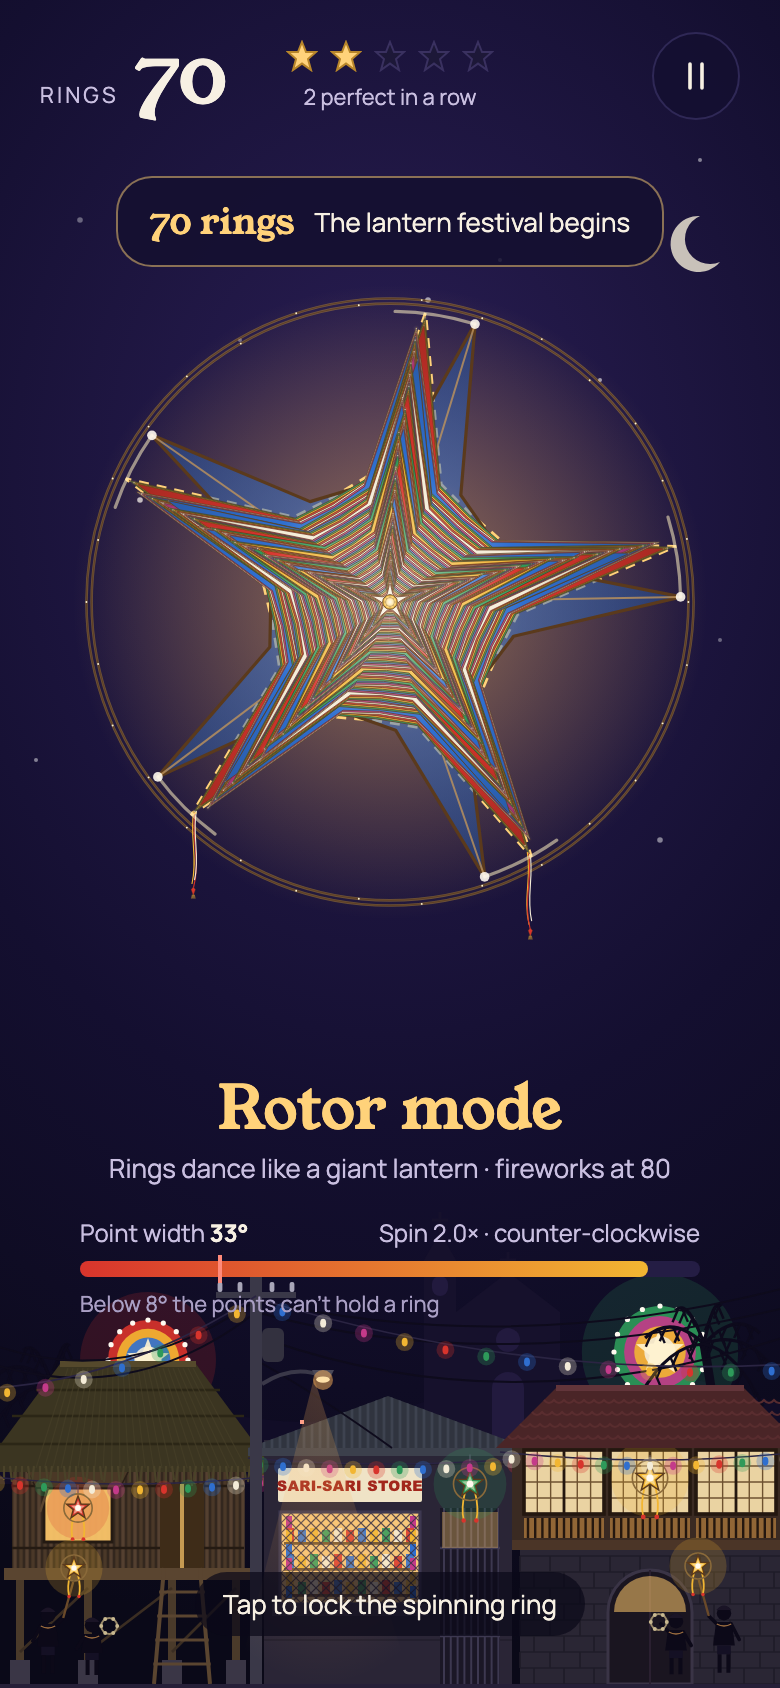 RINGS 70
2 perfect in a row
70 rings The lantern festival begins
Rotor mode
Rings dance like a giant lantern · fireworks at 80
Point width 33° Spin 2.0× · counter-clockwise
Below 8° the points can't hold a ring
SARI-SARI STORE
Tap to lock the spinning ring